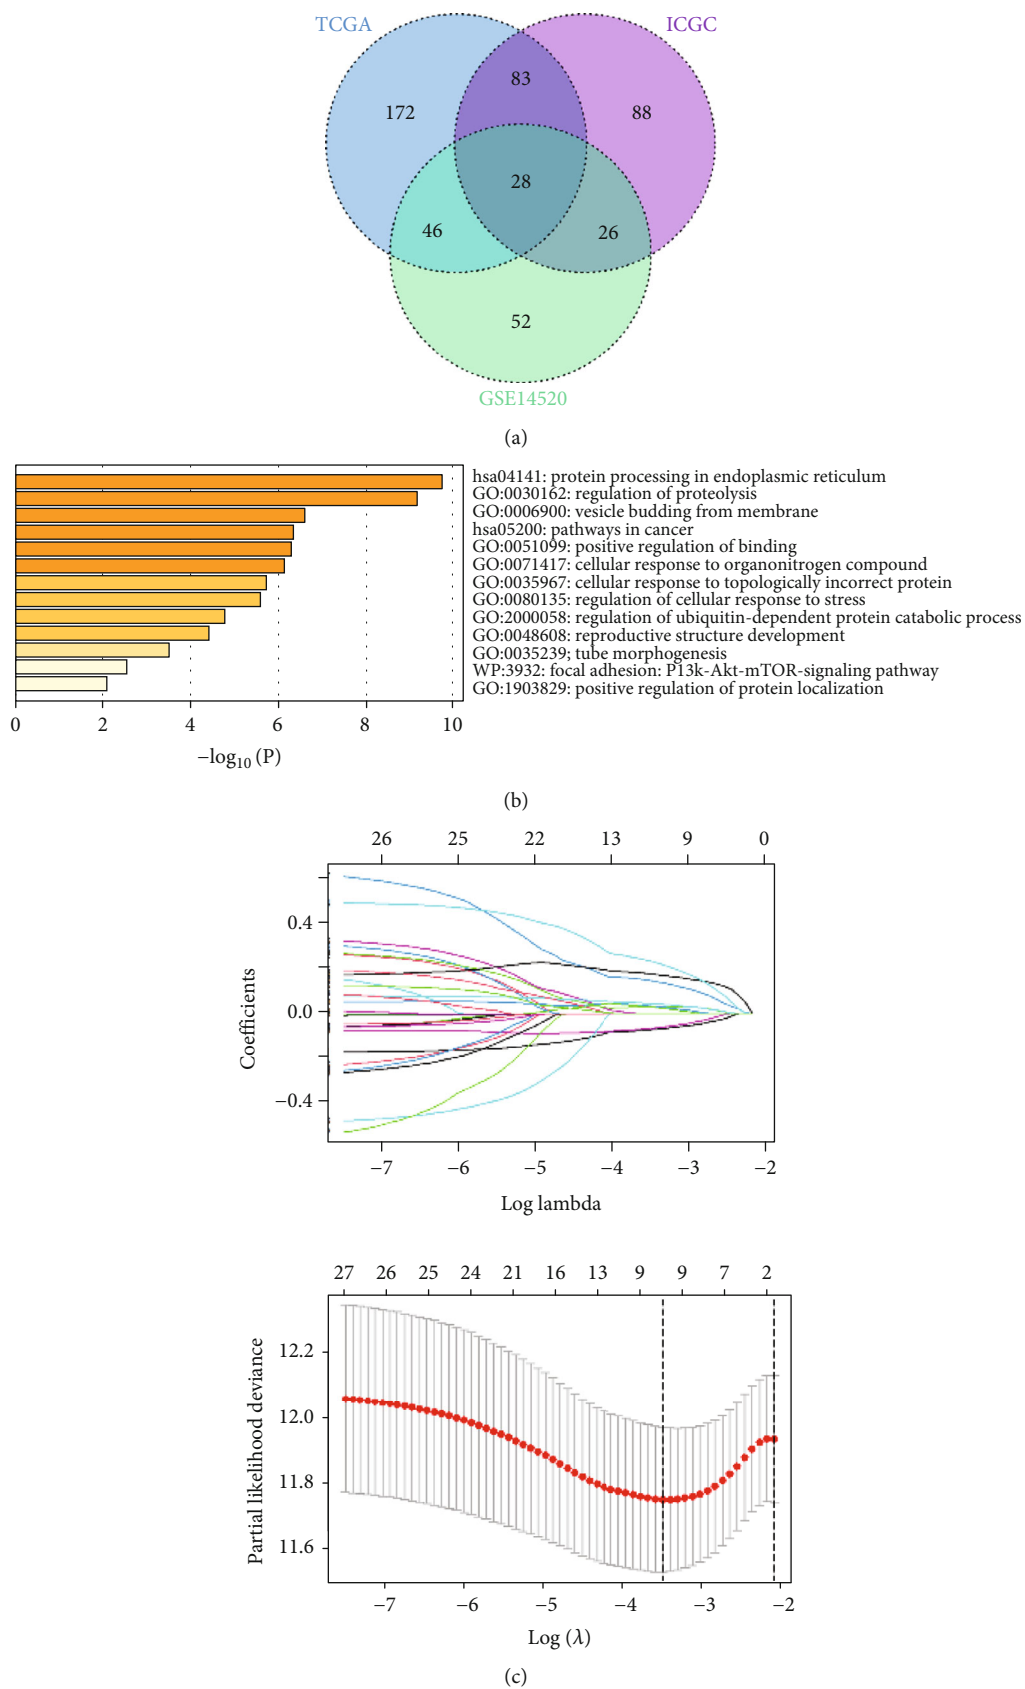 TCGA
ICGC
83
172
88
28
46
26
52
GSE14520
(a)
hsa04141: protein processing in endoplasmic reticulum
GO:0030162: regulation of proteolysis
GO:0006900: vesicle budding from membrane
hsa05200: pathways in cancer
GO:0051099: positive regulation of binding
GO:0071417: cellular response to organonitrogen compound
GO:0035967: cellular response to topologically incorrect protein
GO:0080135: regulation of cellular response to stress
GO:2000058: regulation of ubiquitin-dependent protein catabolic process
GO:0048608: reproductive structure development
GO:0035239; tube morphogenesis
WP:3932: focal adhesion: P13k-Akt-mTOR-signaling pathway
GO:1903829: positive regulation of protein localization
0 2 4 6 8 10
−log10 (P)
(b)
26 25 22 13 9 0
0.4
0.0
−0.4
Coefficients
−7 −6 −5 −4 −3 −2
Log lambda
27 26 25 24 21 16 13 9 9 7 2
12.2
12.0
11.8
11.6
Partial likelihood deviance
−7 −6 −5 −4 −3 −2
Log (λ)
(c)